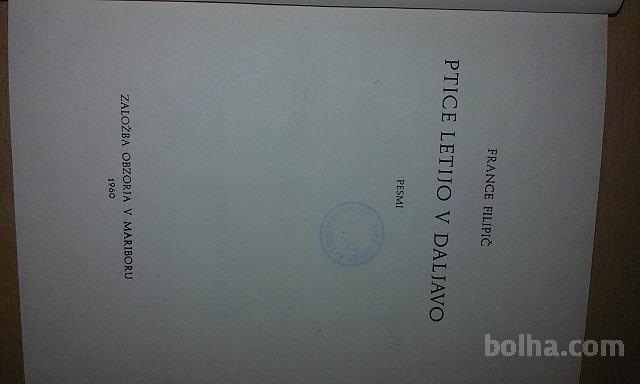 FRANCE FILIPIČ
PTICE LETIJO V DALJAVO
PESMI
ZALOŽBA OBZORJA V MARIBORU
1960
bolha.com